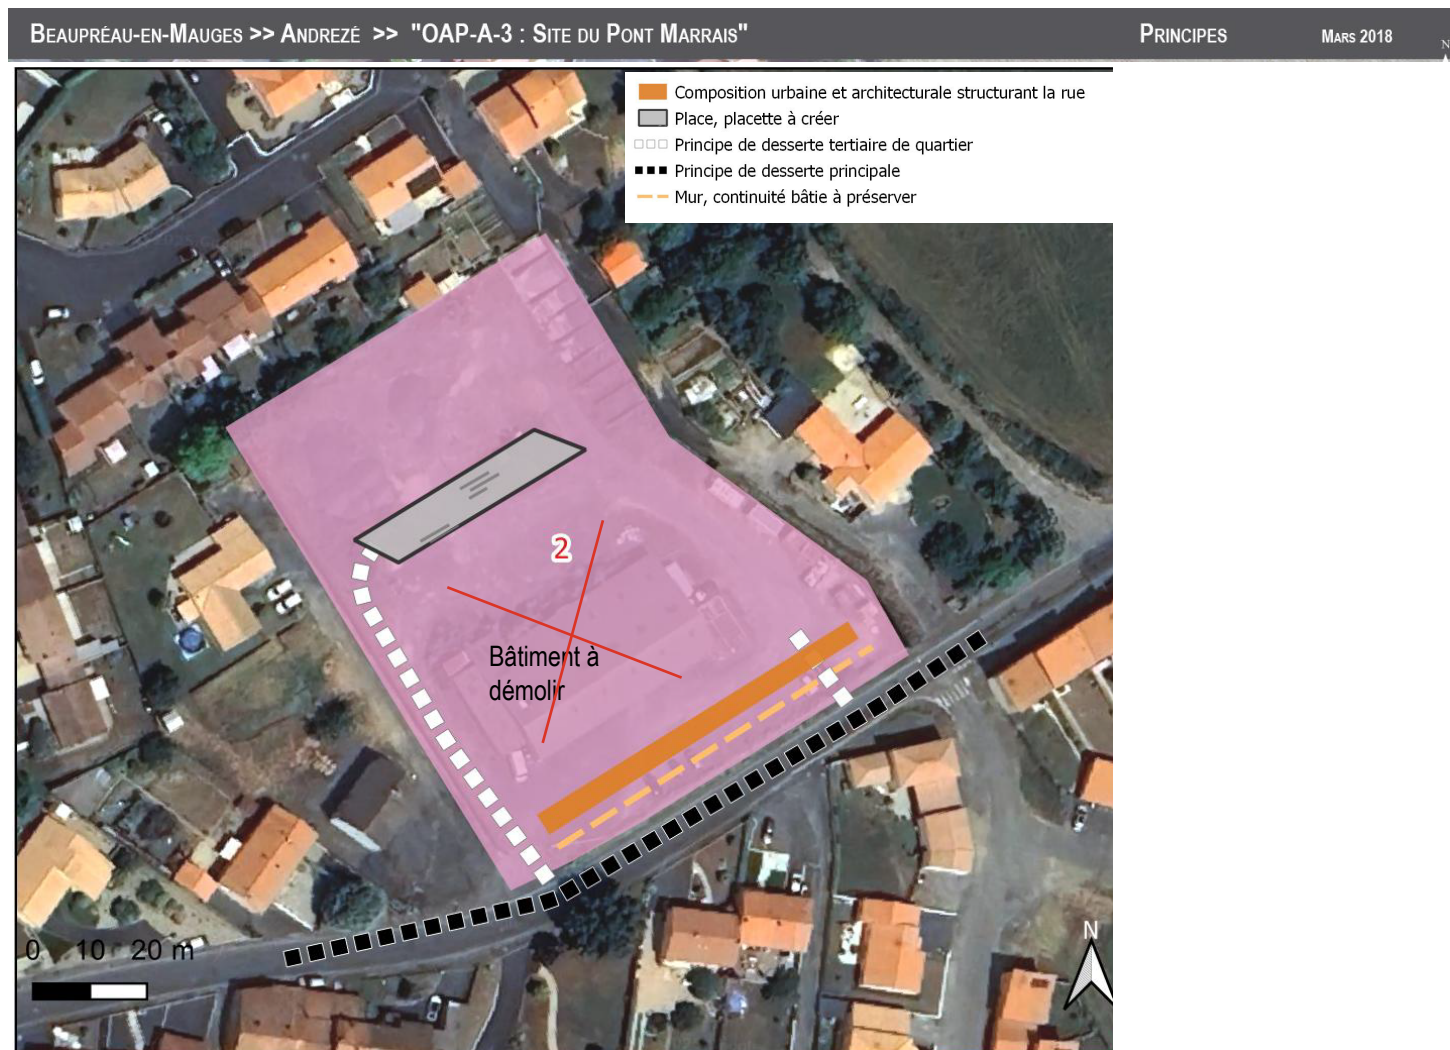 BEAUPRÉAU-EN-MAUGES >> ANDREZÉ >> "OAP-A-3 : SITE DU PONT MARRAIS" PRINCIPES MARS 2018
N
Composition urbaine et architecturale structurant la rue
Place, placette à créer
Principe de desserte tertiaire de quartier
Principe de desserte principale
Mur, continuité bâtie à préserver
2
Bâtiment à
démolir
N
0 10 20 m